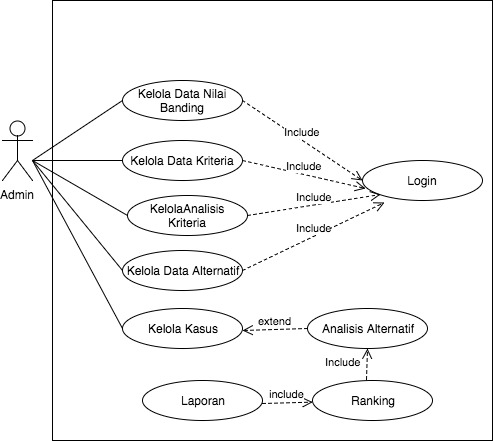 Kelola Data Nilai
Banding
Include
Kelola Data Kriteria
Include
Login
Admin
KelolaAnalisis
Kriteria
Include
Include
Kelola Data Alternatif
Kelola Kasus
extend
Analisis Alternatif
Include
Laporan
include
Ranking